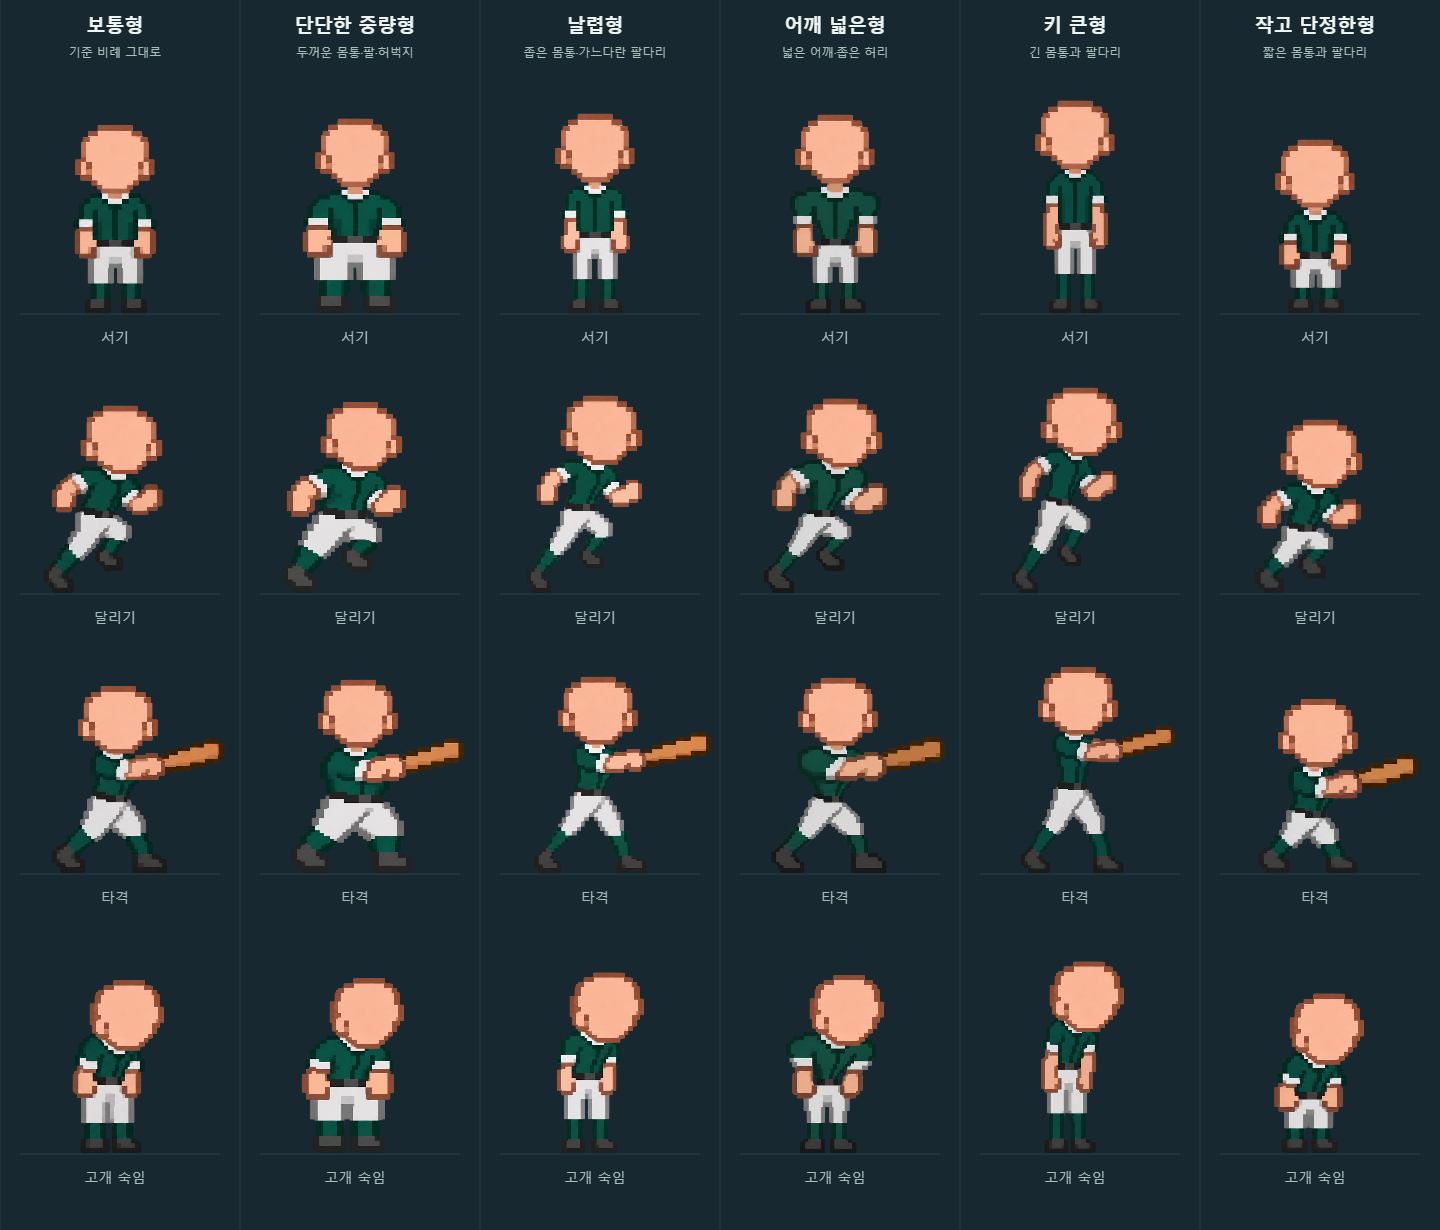 보통형
기준 비례 그대로
단단한 중량형
두꺼운 몸통·팔·허벅지
날렵형
좁은 몸통·가느다란 팔다리
어깨 넓은형
넓은 어깨·좁은 허리
키 큰형
긴 몸통과 팔다리
작고 단정한형
짧은 몸통과 팔다리
서기 서기 서기 서기 서기 서기
달리기 달리기 달리기 달리기 달리기 달리기
타격 타격 타격 타격 타격 타격
고개 숙임 고개 숙임 고개 숙임 고개 숙임 고개 숙임 고개 숙임